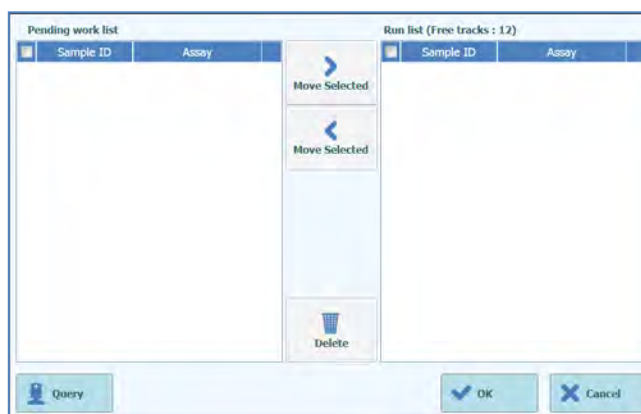 Pending work list
Run list (Free tracks : 12)
Sample ID Assay
Sample ID Assay
Move Selected
Move Selected
Delete
Query
OK
Cancel